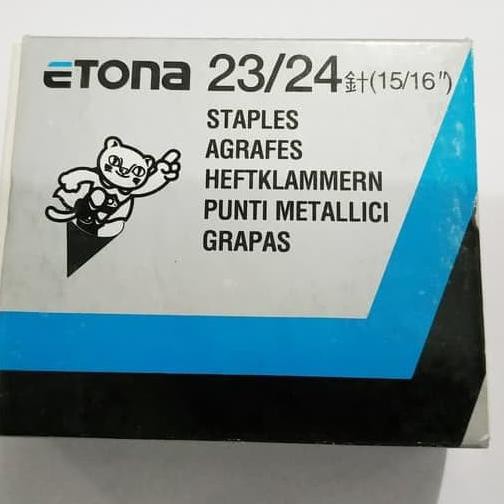 ETONA 23/24針(15/16")
STAPLES
AGRAFES
HEFTKLAMMERN
PUNTI METALLICI
GRAPAS